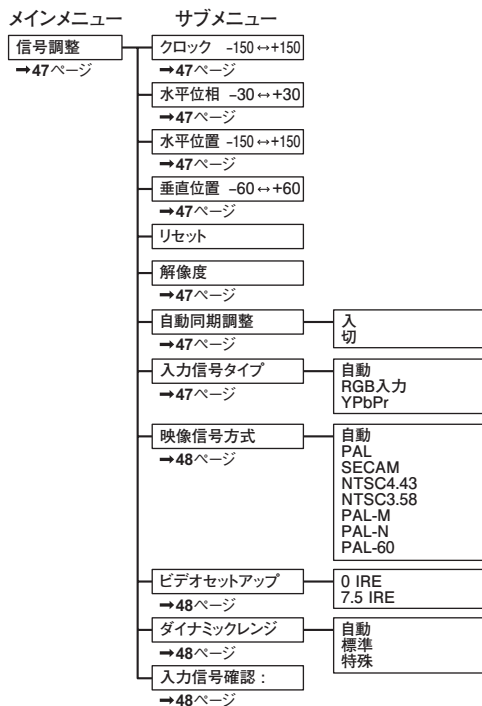 メインメニュー サブメニュー
信号調整
➞47ページ
クロック -150↔+150
➞47ページ
水平位相 -30↔+30
➞47ページ
水平位置 -150↔+150
➞47ページ
垂直位置 -60↔+60
➞47ページ
リセット
解像度
➞47ページ
自動同期調整
➞47ページ
入
切
入力信号タイプ
➞47ページ
自動
RGB入力
YPbPr
映像信号方式
➞48ページ
自動
PAL
SECAM
NTSC4.43
NTSC3.58
PAL-M
PAL-N
PAL-60
ビデオセットアップ
➞48ページ
0 IRE
7.5 IRE
ダイナミックレンジ
➞48ページ
自動
標準
特殊
入力信号確認：
➞48ページ